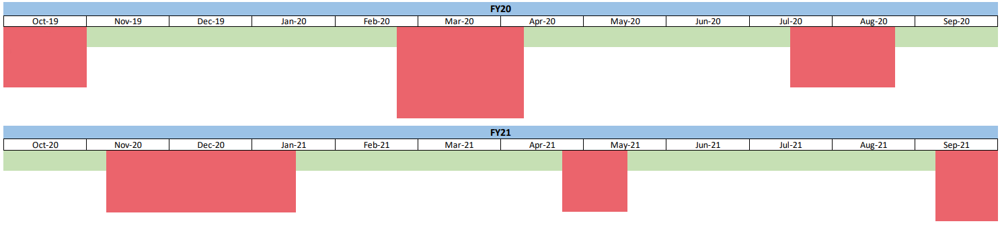 FY20
Oct-19 Nov-19 Dec-19 Jan-20 Feb-20 Mar-20 Apr-20 May-20 Jun-20 Jul-20 Aug-20 Sep-20
FY21
Oct-20 Nov-20 Dec-20 Jan-21 Feb-21 Mar-21 Apr-21 May-21 Jun-21 Jul-21 Aug-21 Sep-21